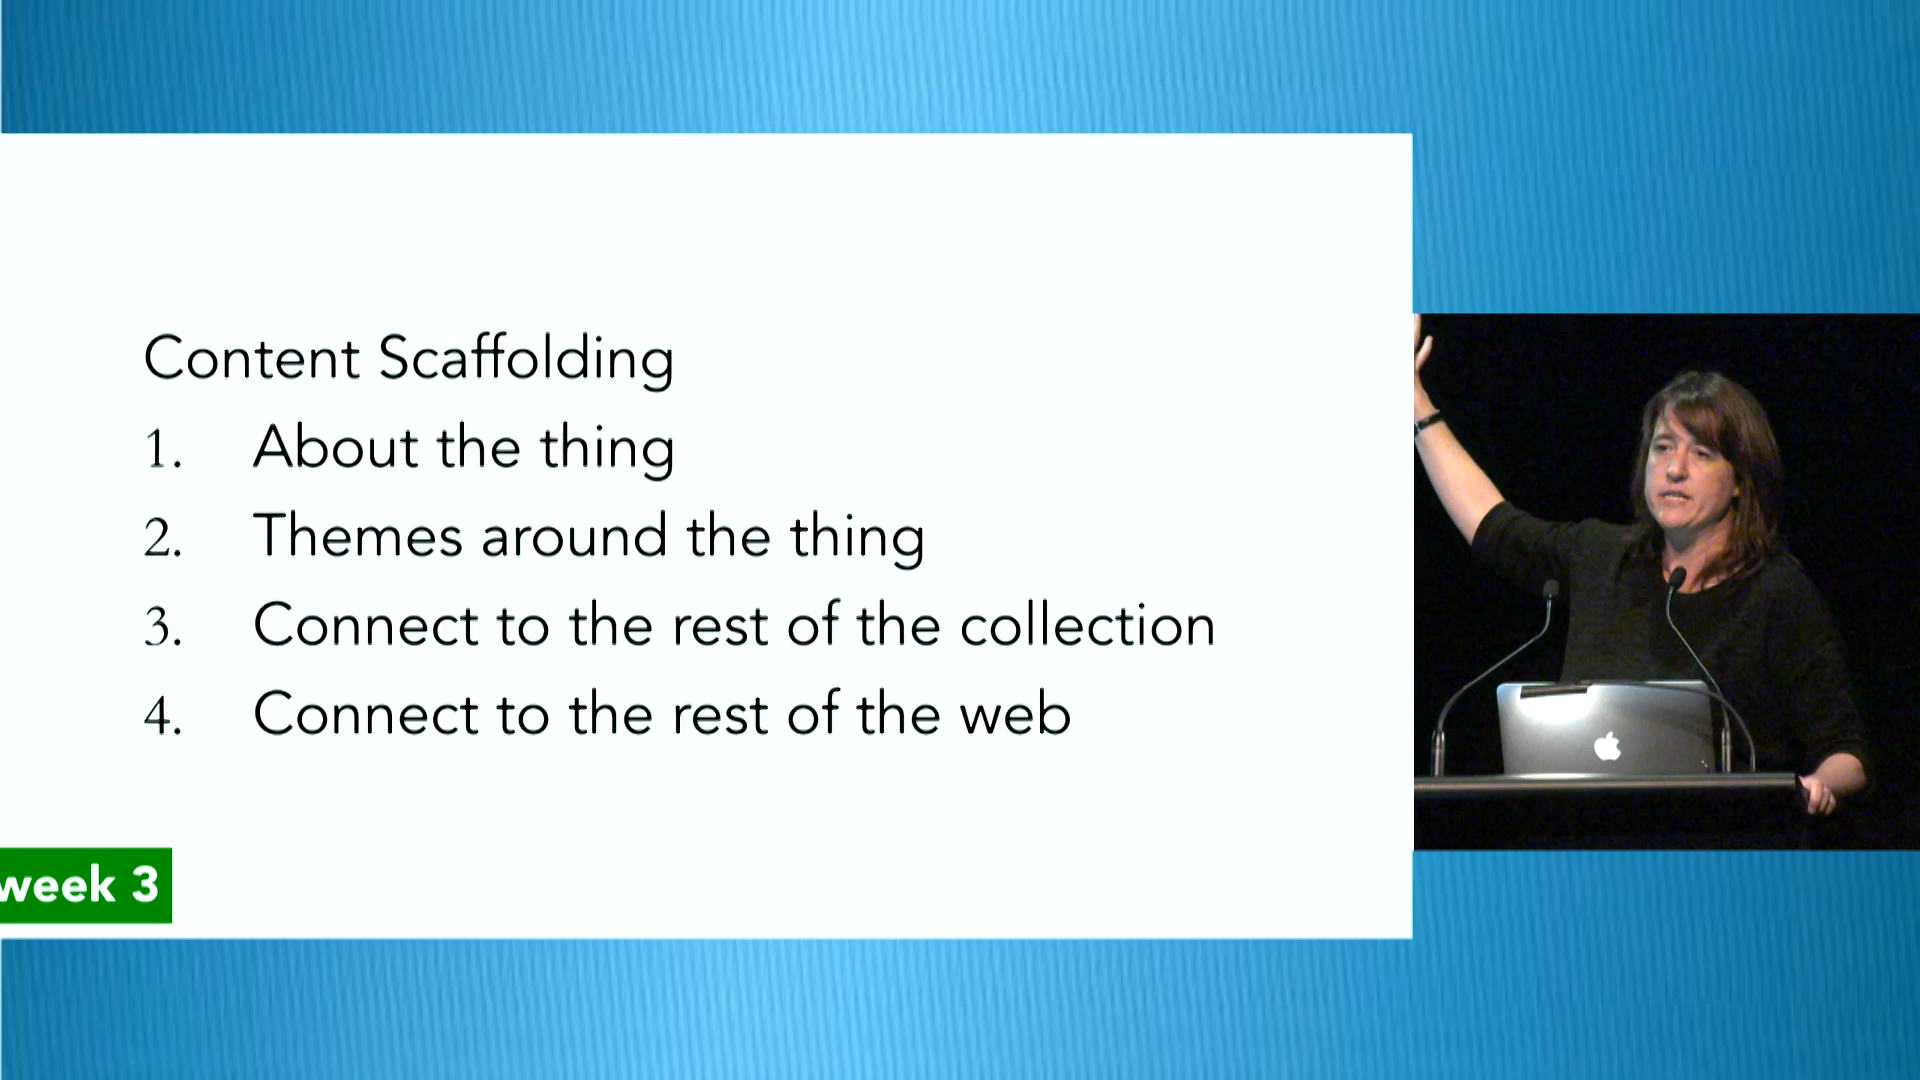 Content Scaffolding
1. About the thing
2. Themes around the thing
3. Connect to the rest of the collection
4. Connect to the rest of the web
week 3